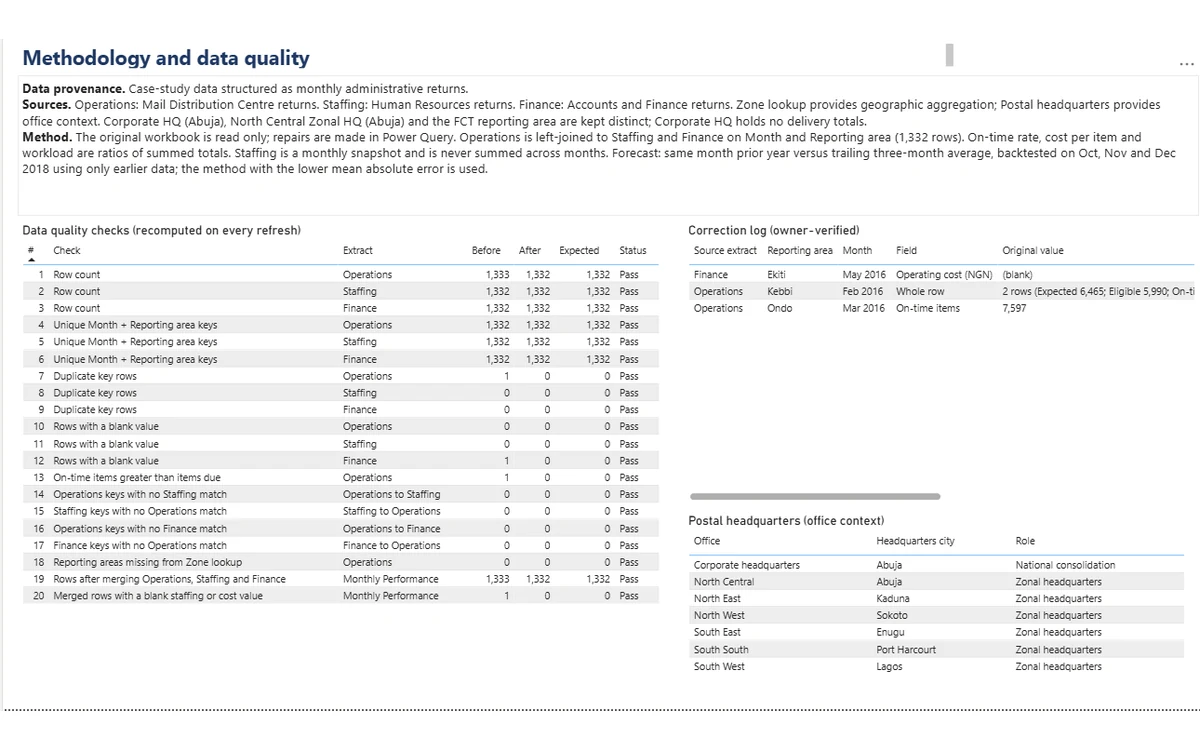 Methodology and data quality
Data provenance. Case-study data structured as monthly administrative returns.
Sources. Operations: Mail Distribution Centre returns. Staffing: Human Resources returns. Finance: Accounts and Finance returns. Zone lookup provides geographic aggregation; Postal headquarters provides
office context. Corporate HQ (Abuja), North Central Zonal HQ (Abuja) and the FCT reporting area are kept distinct; Corporate HQ holds no delivery totals.
Method. The original workbook is read only; repairs are made in Power Query. Operations is left-joined to Staffing and Finance on Month and Reporting area (1,332 rows). On-time rate, cost per item and
workload are ratios of summed totals. Staffing is a monthly snapshot and is never summed across months. Forecast: same month prior year versus trailing three-month average, backtested on Oct, Nov and Dec
2018 using only earlier data; the method with the lower mean absolute error is used.
Data quality checks (recomputed on every refresh)
# Check Extract Before After Expected Status
1 Row count Operations 1,333 1,332 1,332 Pass
2 Row count Staffing 1,332 1,332 1,332 Pass
3 Row count Finance 1,332 1,332 1,332 Pass
4 Unique Month + Reporting area keys Operations 1,332 1,332 1,332 Pass
5 Unique Month + Reporting area keys Staffing 1,332 1,332 1,332 Pass
6 Unique Month + Reporting area keys Finance 1,332 1,332 1,332 Pass
7 Duplicate key rows Operations 1 0 0 Pass
8 Duplicate key rows Staffing 0 0 0 Pass
9 Duplicate key rows Finance 0 0 0 Pass
10 Rows with a blank value Operations 0 0 0 Pass
11 Rows with a blank value Staffing 0 0 0 Pass
12 Rows with a blank value Finance 1 0 0 Pass
13 On-time items greater than items due Operations 1 0 0 Pass
14 Operations keys with no Staffing match Operations to Staffing 0 0 0 Pass
15 Staffing keys with no Operations match Staffing to Operations 0 0 0 Pass
16 Operations keys with no Finance match Operations to Finance 0 0 0 Pass
17 Finance keys with no Operations match Finance to Operations 0 0 0 Pass
18 Reporting areas missing from Zone lookup Operations 0 0 0 Pass
19 Rows after merging Operations, Staffing and Finance Monthly Performance 1,333 1,332 1,332 Pass
20 Merged rows with a blank staffing or cost value Monthly Performance 1 0 0 Pass
Correction log (owner-verified)
Source extract Reporting area Month Field Original value
Finance Ekiti May 2016 Operating cost (NGN) (blank)
Operations Kebbi Feb 2016 Whole row 2 rows (Expected 6,465; Eligible 5,990; On-ti
Operations Ondo Mar 2016 On-time items 7,597
Postal headquarters (office context)
Office Headquarters city Role
Corporate headquarters Abuja National consolidation
North Central Abuja Zonal headquarters
North East Kaduna Zonal headquarters
North West Sokoto Zonal headquarters
South East Enugu Zonal headquarters
South South Port Harcourt Zonal headquarters
South West Lagos Zonal headquarters